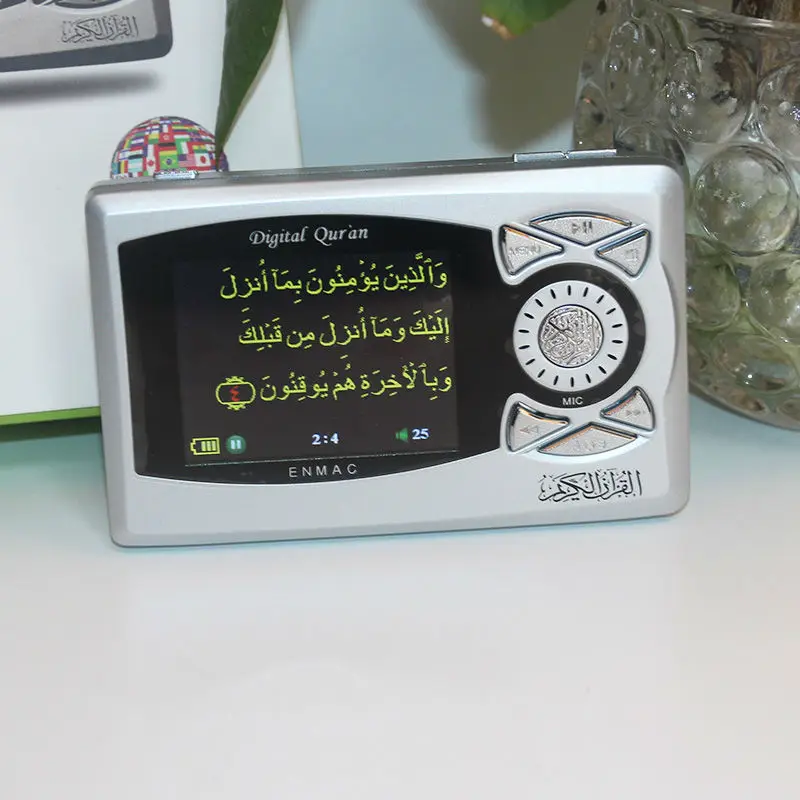 القرآن الكريم
Digital Qur'an
وَٱلَّذِينَ يُؤۡمِنُونَ بِمَآ أُنزِلَ
إِلَيۡكَ وَمَآ أُنزِلَ مِن قَبۡلِكَ
وَبِٱلۡأٓخِرَةِ هُمۡ يُوقِنُونَ ٤
2:4 25
ENMAC
MENU
MIC
القرآن الكريم